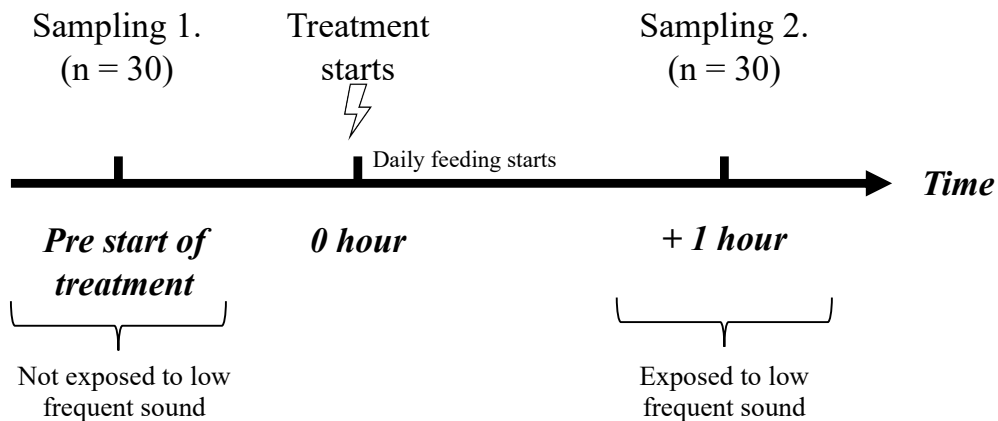 Sampling 1.
(n = 30)
Treatment
starts
Sampling 2.
(n = 30)
Daily feeding starts
Time
Pre start of
treatment
0 hour
+ 1 hour
Not exposed to low
frequent sound
Exposed to low
frequent sound